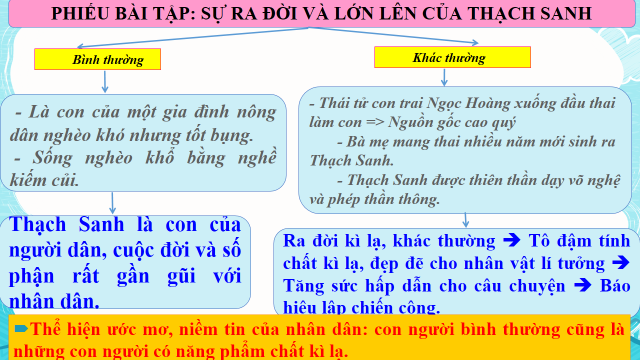 PHIẾU BÀI TẬP: SỰ RA ĐỜI VÀ LỚN LÊN CỦA THẠCH SANH
Bình thường
Khác thường
- Là con của một gia đình nông
dân nghèo khó nhưng tốt bụng.
- Sống nghèo khổ bằng nghề
kiếm củi.
- Thái tử con trai Ngọc Hoàng xuống đầu thai
làm con => Nguồn gốc cao quý
- Bà mẹ mang thai nhiều năm mới sinh ra
Thạch Sanh.
- Thạch Sanh được thiên thần dạy võ nghệ
và phép thần thông.
Thạch Sanh là con của
người dân, cuộc đời và số
phận rất gần gũi với
nhân dân.
Ra đời kì lạ, khác thường ➔ Tô đậm tính
chất kì lạ, đẹp đẽ cho nhân vật lí tưởng ➔
Tăng sức hấp dẫn cho câu chuyện ➔ Báo
hiệu lập chiến công.
Thể hiện ước mơ, niềm tin của nhân dân: con người bình thường cũng là
những con người có năng phẩm chất kì lạ.